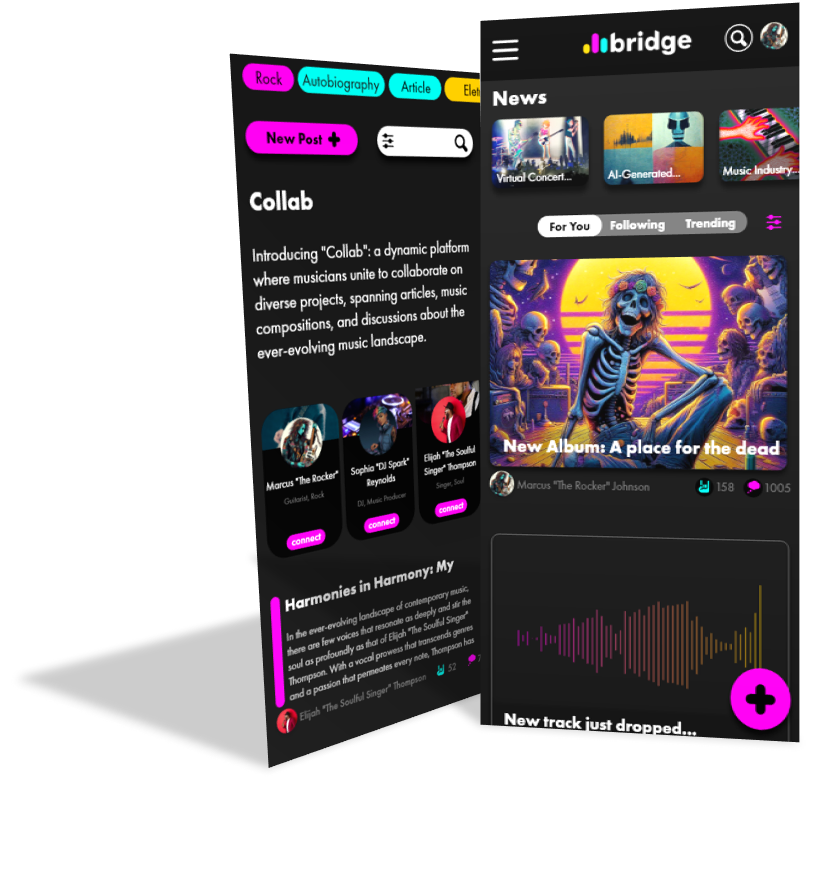 Rock
Autobiography
Article
Elet
New Post
Collab
Introducing "Collab": a dynamic platform
where musicians unite to collaborate on
diverse projects, spanning articles, music
compositions, and discussions about the
ever-evolving music landscape.
Marcus "The Rocker"
Guitarist, Rock
connect
Sophia "DJ Spark"
Reynolds
DJ, Music Producer
connect
Elijah "The Soulful
Singer" Thompson
Singer, Soul
connect
Harmonies in Harmony: My
In the ever-evolving landscape of contemporary music,
there are few voices that resonate as deeply and stir the
soul as profoundly as that of Elijah "The Soulful Singer"
Thompson. With a vocal prowess that transcends genres
and a passion that permeates every note, Thompson has
52
7
Elijah "The Soulful Singer" Thompson
bridge
News
Virtual Concert...
AI-Generated...
Music Industry...
For You
Following
Trending
New Album: A place for the dead
Marcus "The Rocker" Johnson
158
1005
New track just dropped...